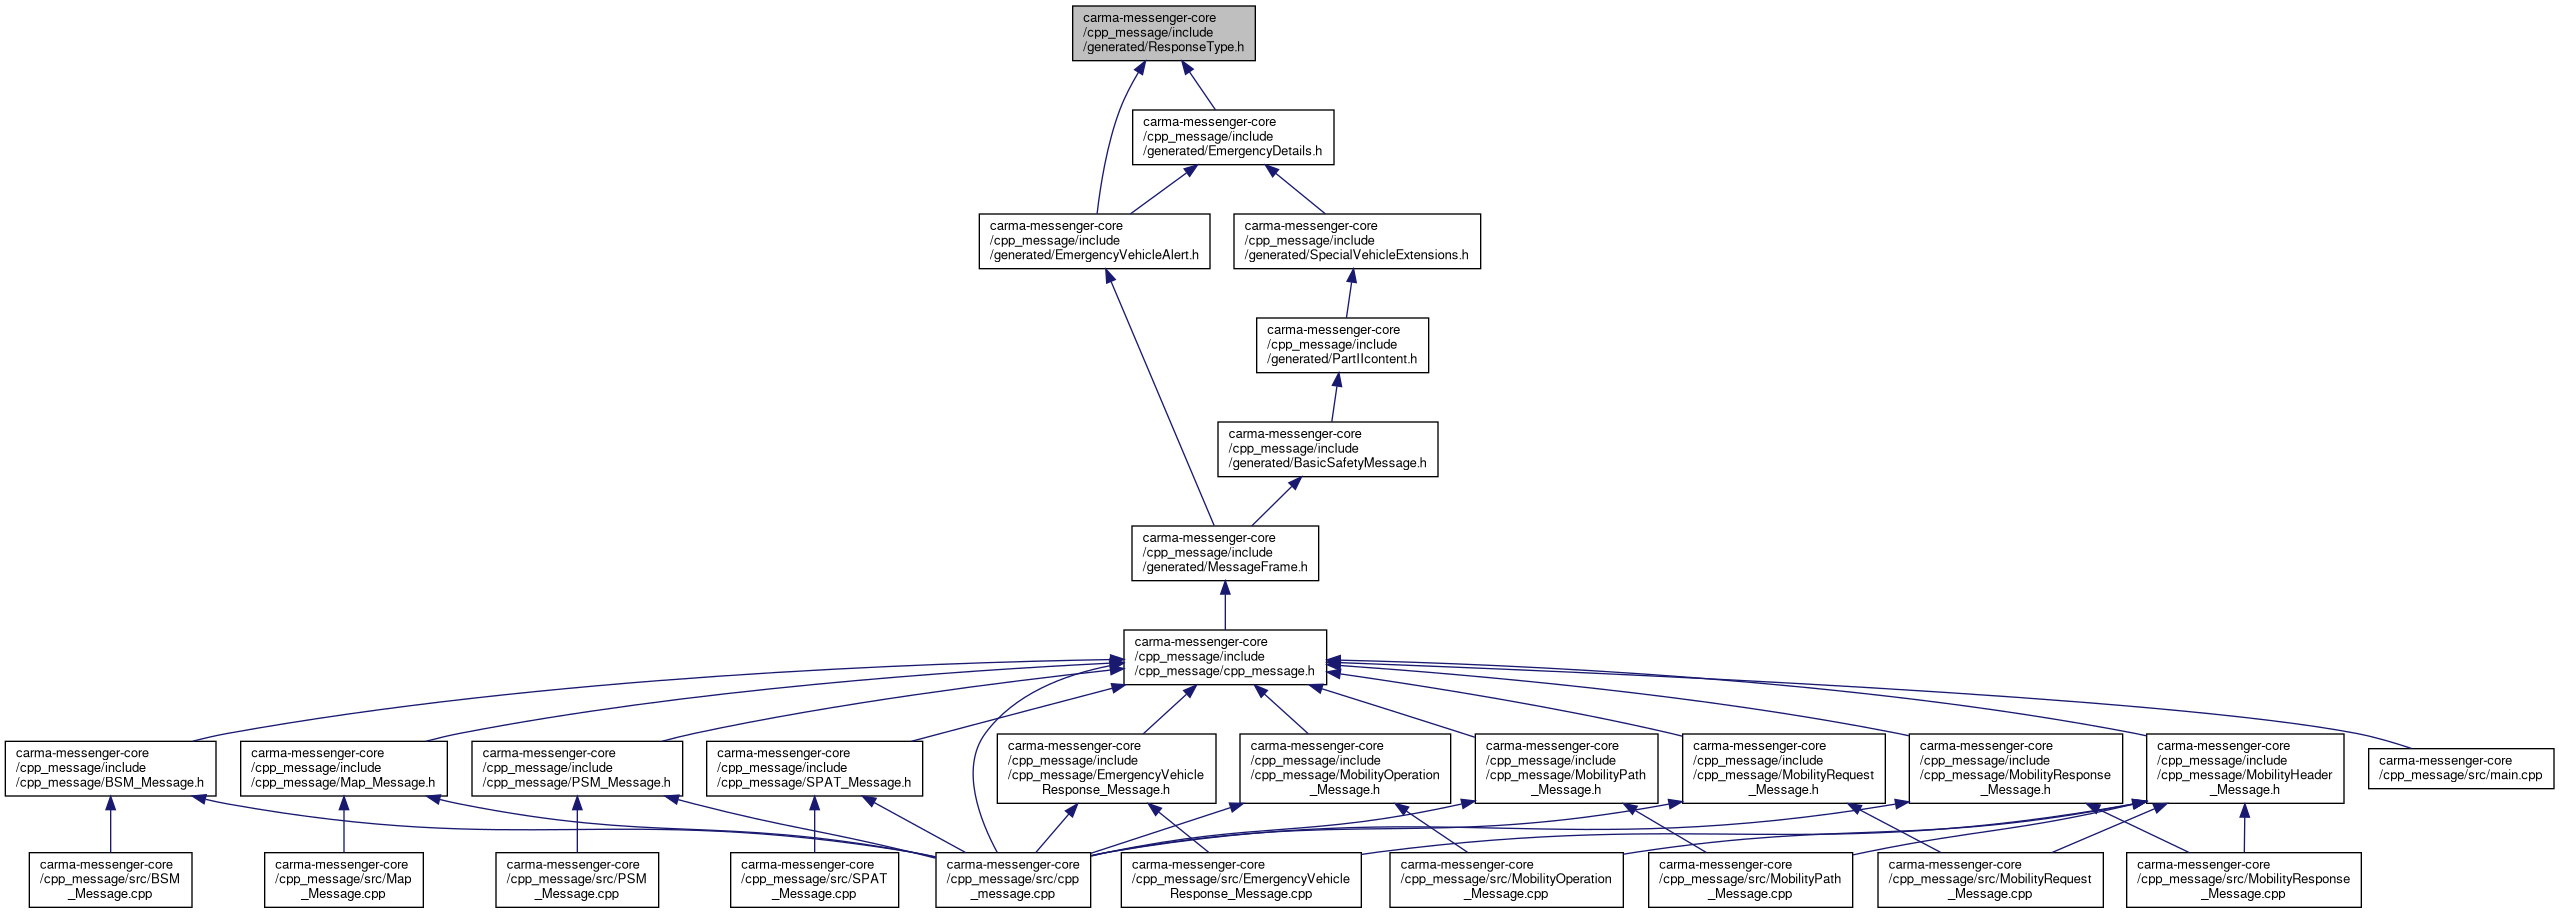 carma-messenger-core
/cpp_message/include
/generated/ResponseType.h
carma-messenger-core
/cpp_message/include
/generated/EmergencyDetails.h
carma-messenger-core
/cpp_message/include
/generated/EmergencyVehicleAlert.h
carma-messenger-core
/cpp_message/include
/generated/SpecialVehicleExtensions.h
carma-messenger-core
/cpp_message/include
/generated/PartIIcontent.h
carma-messenger-core
/cpp_message/include
/generated/BasicSafetyMessage.h
carma-messenger-core
/cpp_message/include
/generated/MessageFrame.h
carma-messenger-core
/cpp_message/include
/cpp_message/cpp_message.h
carma-messenger-core
/cpp_message/include
/cpp_message/BSM_Message.h
carma-messenger-core
/cpp_message/include
/cpp_message/Map_Message.h
carma-messenger-core
/cpp_message/include
/cpp_message/PSM_Message.h
carma-messenger-core
/cpp_message/include
/cpp_message/SPAT_Message.h
carma-messenger-core
/cpp_message/include
/cpp_message/EmergencyVehicle
Response_Message.h
carma-messenger-core
/cpp_message/include
/cpp_message/MobilityOperation
_Message.h
carma-messenger-core
/cpp_message/include
/cpp_message/MobilityPath
_Message.h
carma-messenger-core
/cpp_message/include
/cpp_message/MobilityRequest
_Message.h
carma-messenger-core
/cpp_message/include
/cpp_message/MobilityResponse
_Message.h
carma-messenger-core
/cpp_message/include
/cpp_message/MobilityHeader
_Message.h
carma-messenger-core
/cpp_message/src/main.cpp
carma-messenger-core
/cpp_message/src/BSM
_Message.cpp
carma-messenger-core
/cpp_message/src/Map
_Message.cpp
carma-messenger-core
/cpp_message/src/PSM
_Message.cpp
carma-messenger-core
/cpp_message/src/SPAT
_Message.cpp
carma-messenger-core
/cpp_message/src/cpp
_message.cpp
carma-messenger-core
/cpp_message/src/EmergencyVehicle
Response_Message.cpp
carma-messenger-core
/cpp_message/src/MobilityOperation
_Message.cpp
carma-messenger-core
/cpp_message/src/MobilityPath
_Message.cpp
carma-messenger-core
/cpp_message/src/MobilityRequest
_Message.cpp
carma-messenger-core
/cpp_message/src/MobilityResponse
_Message.cpp